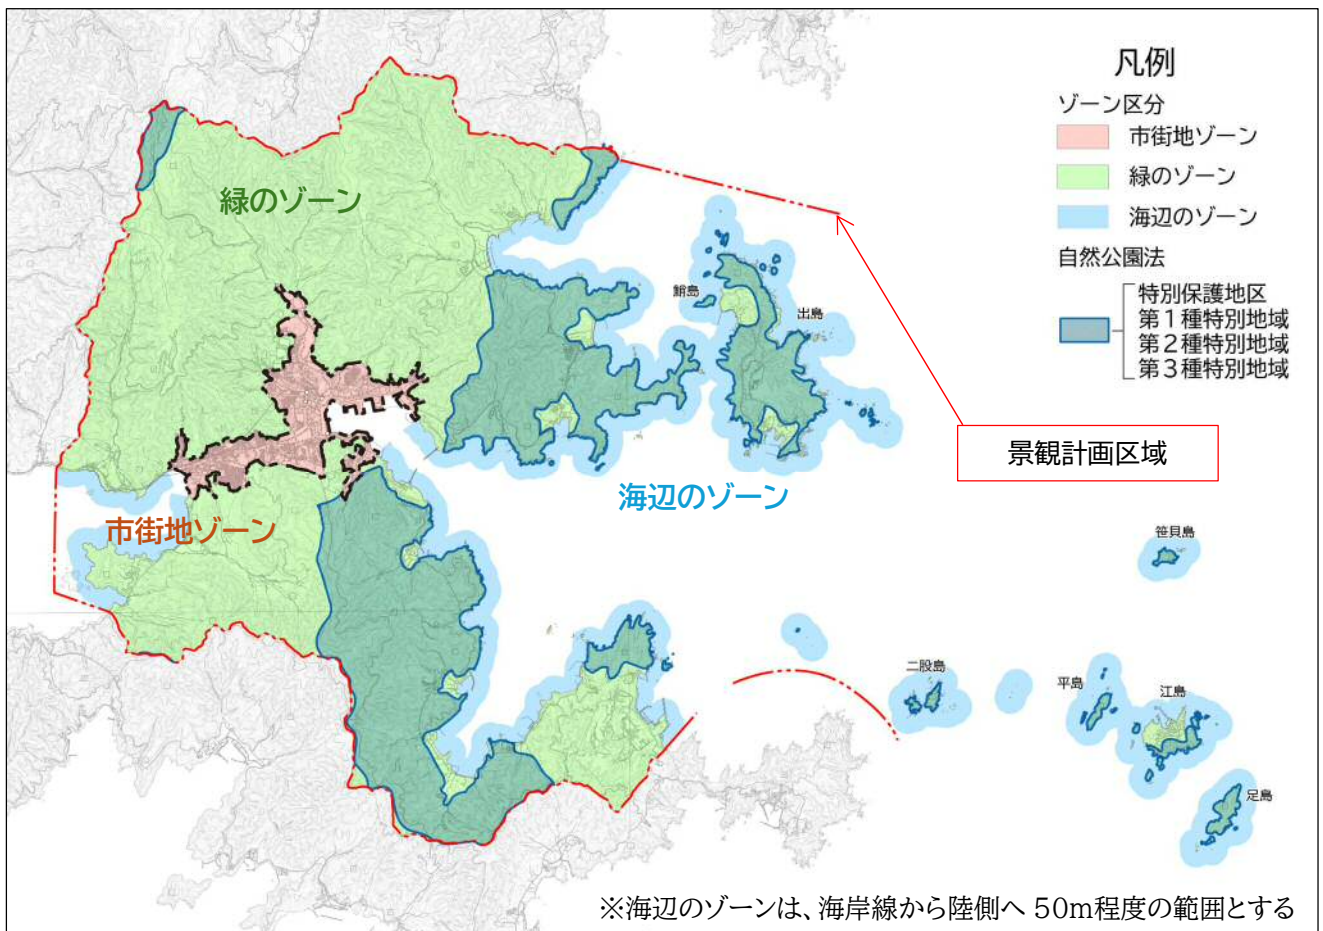 凡例
ゾーン区分
市街地ゾーン
緑のゾーン
海辺のゾーン
自然公園法
特別保護地区
第1種特別地域
第2種特別地域
第3種特別地域
緑のゾーン
鮹島
出島
景観計画区域
海辺のゾーン
市街地ゾーン
笹貝島
二股島
平島
江島
足島
※海辺のゾーンは、海岸線から陸側へ 50m程度の範囲とする